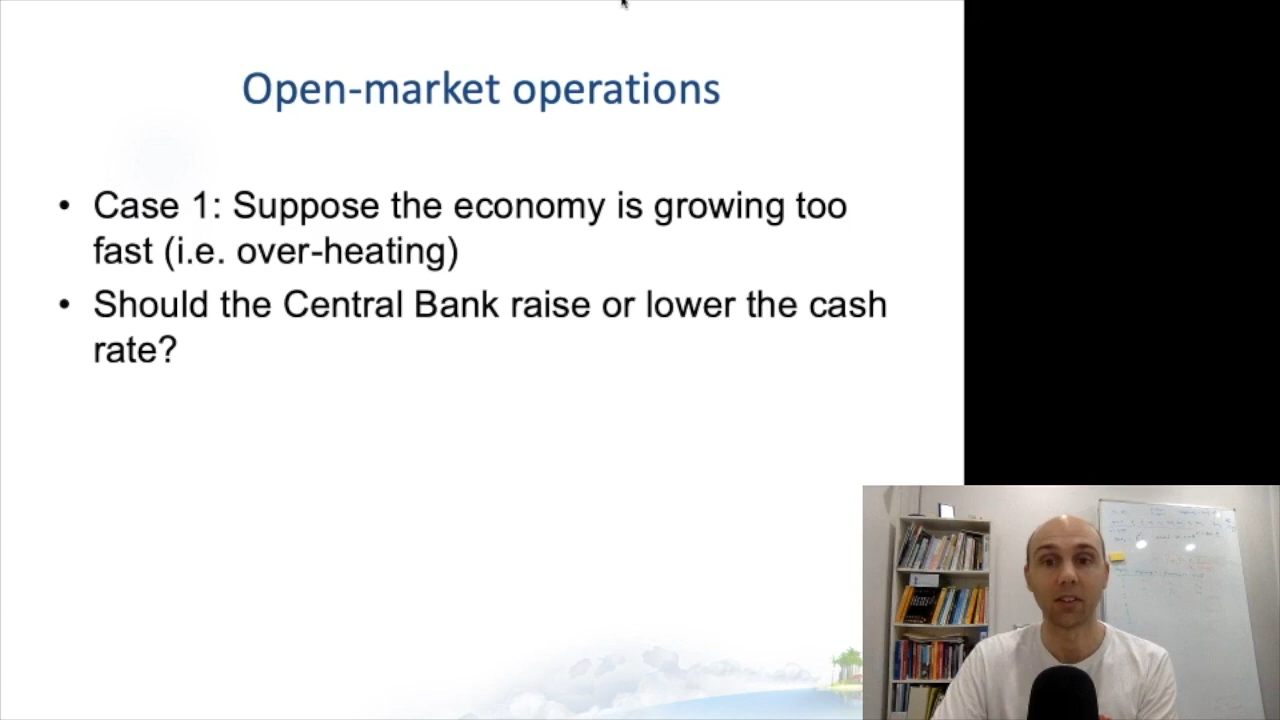 Open-market operations
• Case 1: Suppose the economy is growing too
fast (i.e. over-heating)
• Should the Central Bank raise or lower the cash
rate?